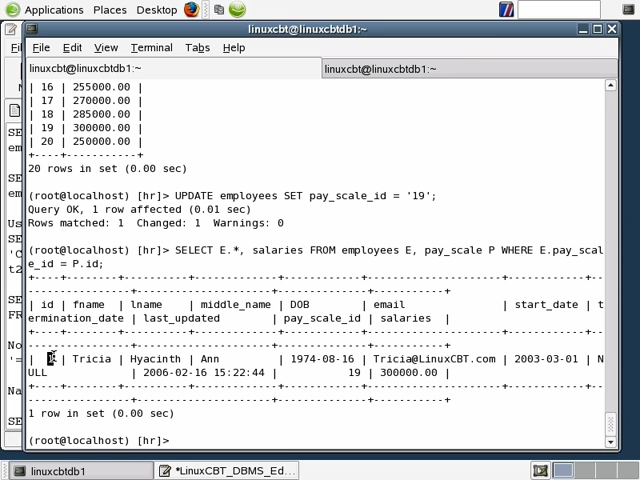 Applications Places Desktop
linuxcbt@linuxcbtdb1:~
File Edit View Terminal Tabs Help
linuxcbt@linuxcbtdb1:~ linuxcbt@linuxcbtdb1:~
| 16 | 255000.00 |
| 17 | 270000.00 |
| 18 | 285000.00 |
| 19 | 300000.00 |
| 20 | 250000.00 |
+----+-----------+
20 rows in set (0.00 sec)
(root@localhost) [hr]> UPDATE employees SET pay_scale_id = '19';
Query OK, 1 row affected (0.01 sec)
Rows matched: 1  Changed: 1  Warnings: 0
(root@localhost) [hr]> SELECT E.*, salaries FROM employees E, pay_scale P WHERE E.pay_scal
e_id = P.id;
| id | fname  | lname    | middle_name | DOB        | email               | start_date | t
ermination_date | last_updated        | pay_scale_id | salaries  |
| Tricia | Hyacinth | Ann         | 1974-08-16 | Tricia@LinuxCBT.com | 2003-03-01 | N
ULL             | 2006-02-16 15:22:44 |           19 | 300000.00 |
1 row in set (0.00 sec)
(root@localhost) [hr]>
linuxcbtdb1 *LinuxCBT_DBMS_Ed...